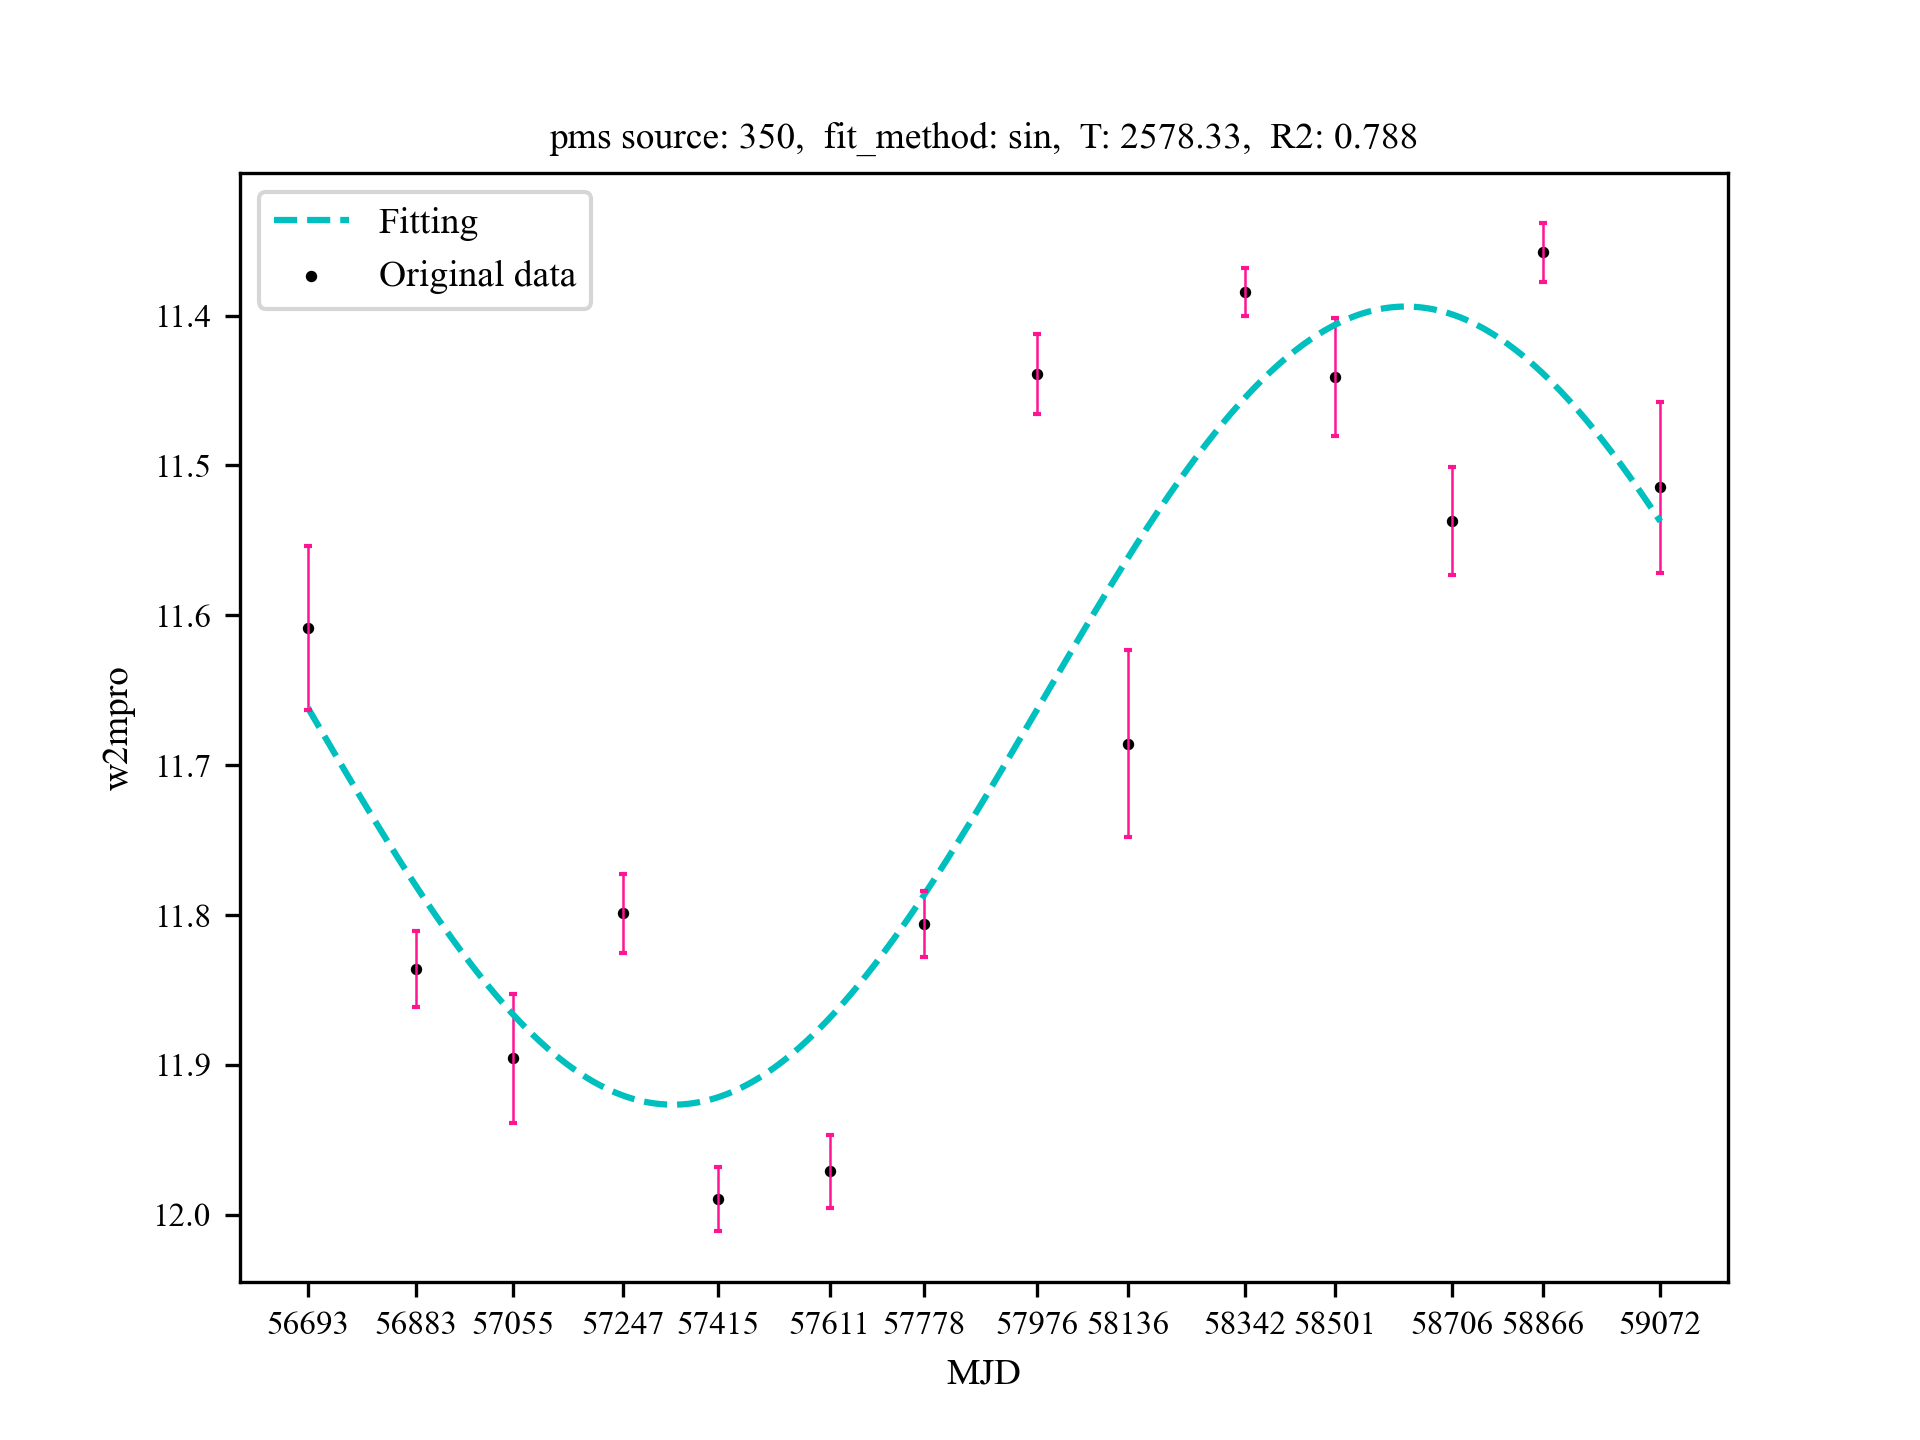 pms source: 350,  fit_method: sin,  T: 2578.33,  R2: 0.788
Fitting
Original data
11.4
11.5
11.6
11.7
11.8
11.9
12.0
w2mpro
56693 56883 57055 57247 57415 57611 57778 57976 58136 58342 58501 58706 58866 59072
MJD